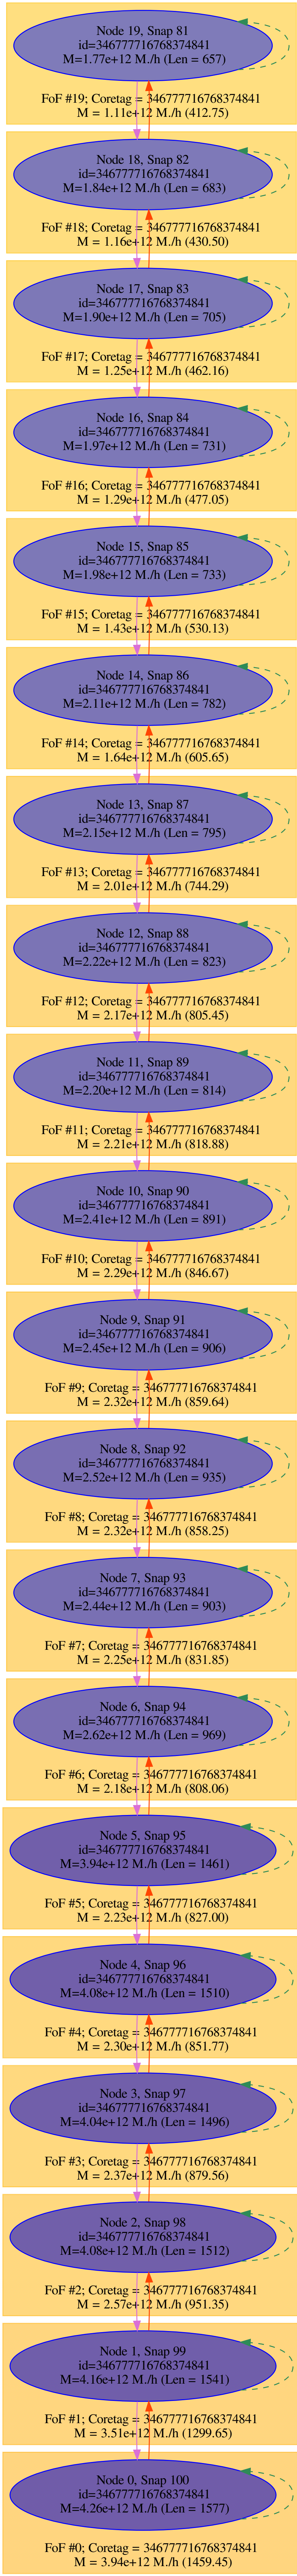 Node 19, Snap 81
id=346777716768374841
M=1.77e+12 M./h (Len = 657)
FoF #19; Coretag = 346777716768374841
M = 1.11e+12 M./h (412.75)
Node 18, Snap 82
id=346777716768374841
M=1.84e+12 M./h (Len = 683)
FoF #18; Coretag = 346777716768374841
M = 1.16e+12 M./h (430.50)
Node 17, Snap 83
id=346777716768374841
M=1.90e+12 M./h (Len = 705)
FoF #17; Coretag = 346777716768374841
M = 1.25e+12 M./h (462.16)
Node 16, Snap 84
id=346777716768374841
M=1.97e+12 M./h (Len = 731)
FoF #16; Coretag = 346777716768374841
M = 1.29e+12 M./h (477.05)
Node 15, Snap 85
id=346777716768374841
M=1.98e+12 M./h (Len = 733)
FoF #15; Coretag = 346777716768374841
M = 1.43e+12 M./h (530.13)
Node 14, Snap 86
id=346777716768374841
M=2.11e+12 M./h (Len = 782)
FoF #14; Coretag = 346777716768374841
M = 1.64e+12 M./h (605.65)
Node 13, Snap 87
id=346777716768374841
M=2.15e+12 M./h (Len = 795)
FoF #13; Coretag = 346777716768374841
M = 2.01e+12 M./h (744.29)
Node 12, Snap 88
id=346777716768374841
M=2.22e+12 M./h (Len = 823)
FoF #12; Coretag = 346777716768374841
M = 2.17e+12 M./h (805.45)
Node 11, Snap 89
id=346777716768374841
M=2.20e+12 M./h (Len = 814)
FoF #11; Coretag = 346777716768374841
M = 2.21e+12 M./h (818.88)
Node 10, Snap 90
id=346777716768374841
M=2.41e+12 M./h (Len = 891)
FoF #10; Coretag = 346777716768374841
M = 2.29e+12 M./h (846.67)
Node 9, Snap 91
id=346777716768374841
M=2.45e+12 M./h (Len = 906)
FoF #9; Coretag = 346777716768374841
M = 2.32e+12 M./h (859.64)
Node 8, Snap 92
id=346777716768374841
M=2.52e+12 M./h (Len = 935)
FoF #8; Coretag = 346777716768374841
M = 2.32e+12 M./h (858.25)
Node 7, Snap 93
id=346777716768374841
M=2.44e+12 M./h (Len = 903)
FoF #7; Coretag = 346777716768374841
M = 2.25e+12 M./h (831.85)
Node 6, Snap 94
id=346777716768374841
M=2.62e+12 M./h (Len = 969)
FoF #6; Coretag = 346777716768374841
M = 2.18e+12 M./h (808.06)
Node 5, Snap 95
id=346777716768374841
M=3.94e+12 M./h (Len = 1461)
FoF #5; Coretag = 346777716768374841
M = 2.23e+12 M./h (827.00)
Node 4, Snap 96
id=346777716768374841
M=4.08e+12 M./h (Len = 1510)
FoF #4; Coretag = 346777716768374841
M = 2.30e+12 M./h (851.77)
Node 3, Snap 97
id=346777716768374841
M=4.04e+12 M./h (Len = 1496)
FoF #3; Coretag = 346777716768374841
M = 2.37e+12 M./h (879.56)
Node 2, Snap 98
id=346777716768374841
M=4.08e+12 M./h (Len = 1512)
FoF #2; Coretag = 346777716768374841
M = 2.57e+12 M./h (951.35)
Node 1, Snap 99
id=346777716768374841
M=4.16e+12 M./h (Len = 1541)
FoF #1; Coretag = 346777716768374841
M = 3.51e+12 M./h (1299.65)
Node 0, Snap 100
id=346777716768374841
M=4.26e+12 M./h (Len = 1577)
FoF #0; Coretag = 346777716768374841
M = 3.94e+12 M./h (1459.45)